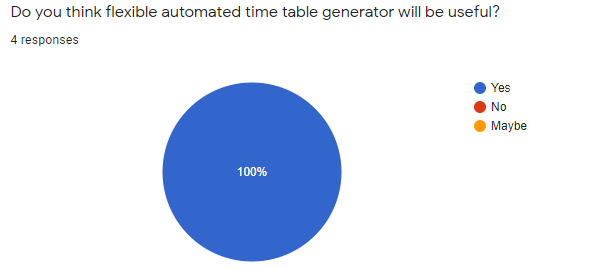 Do you think flexible automated time table generator will be useful?
4 responses
100%
Yes
No
Maybe